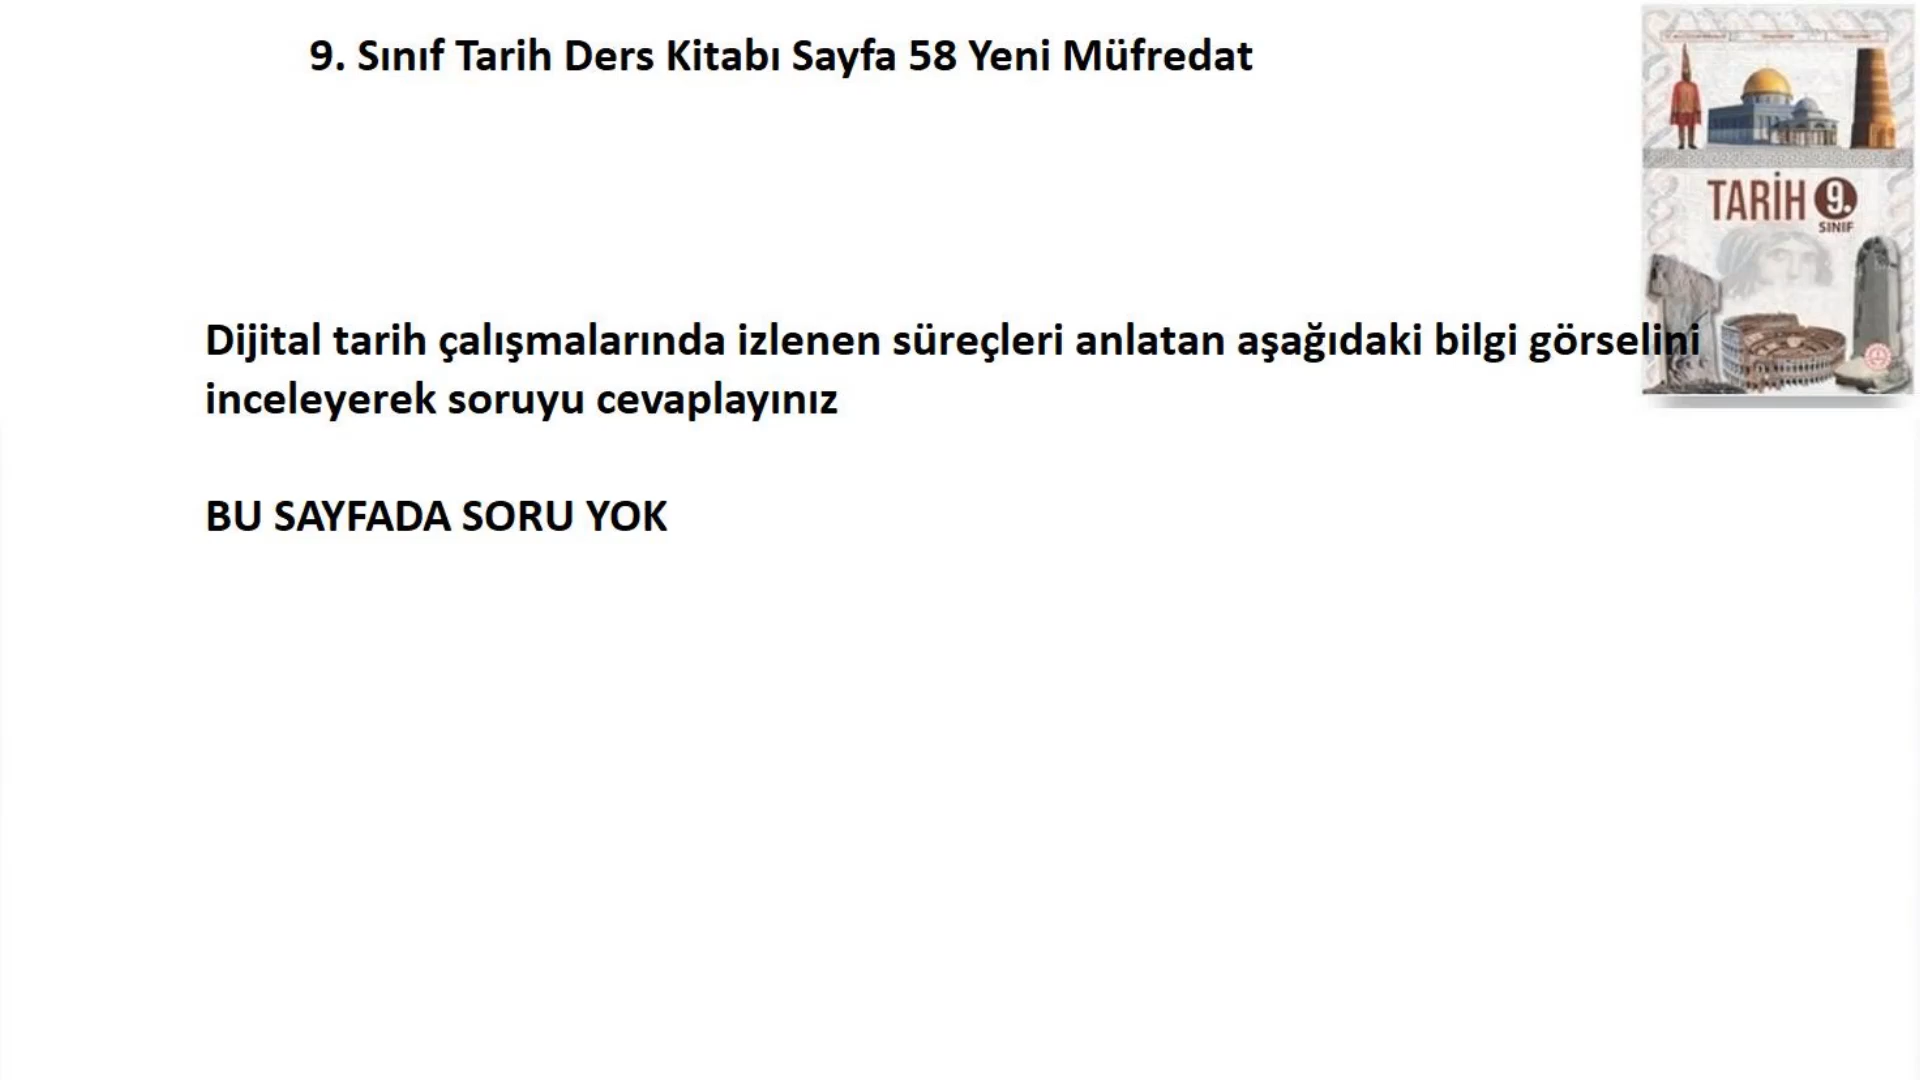 9. Sınıf Tarih Ders Kitabı Sayfa 58 Yeni Müfredat
TARİH 9.
SINIF
Dijital tarih çalışmalarında izlenen süreçleri anlatan aşağıdaki bilgi görselini
inceleyerek soruyu cevaplayınız
BU SAYFADA SORU YOK